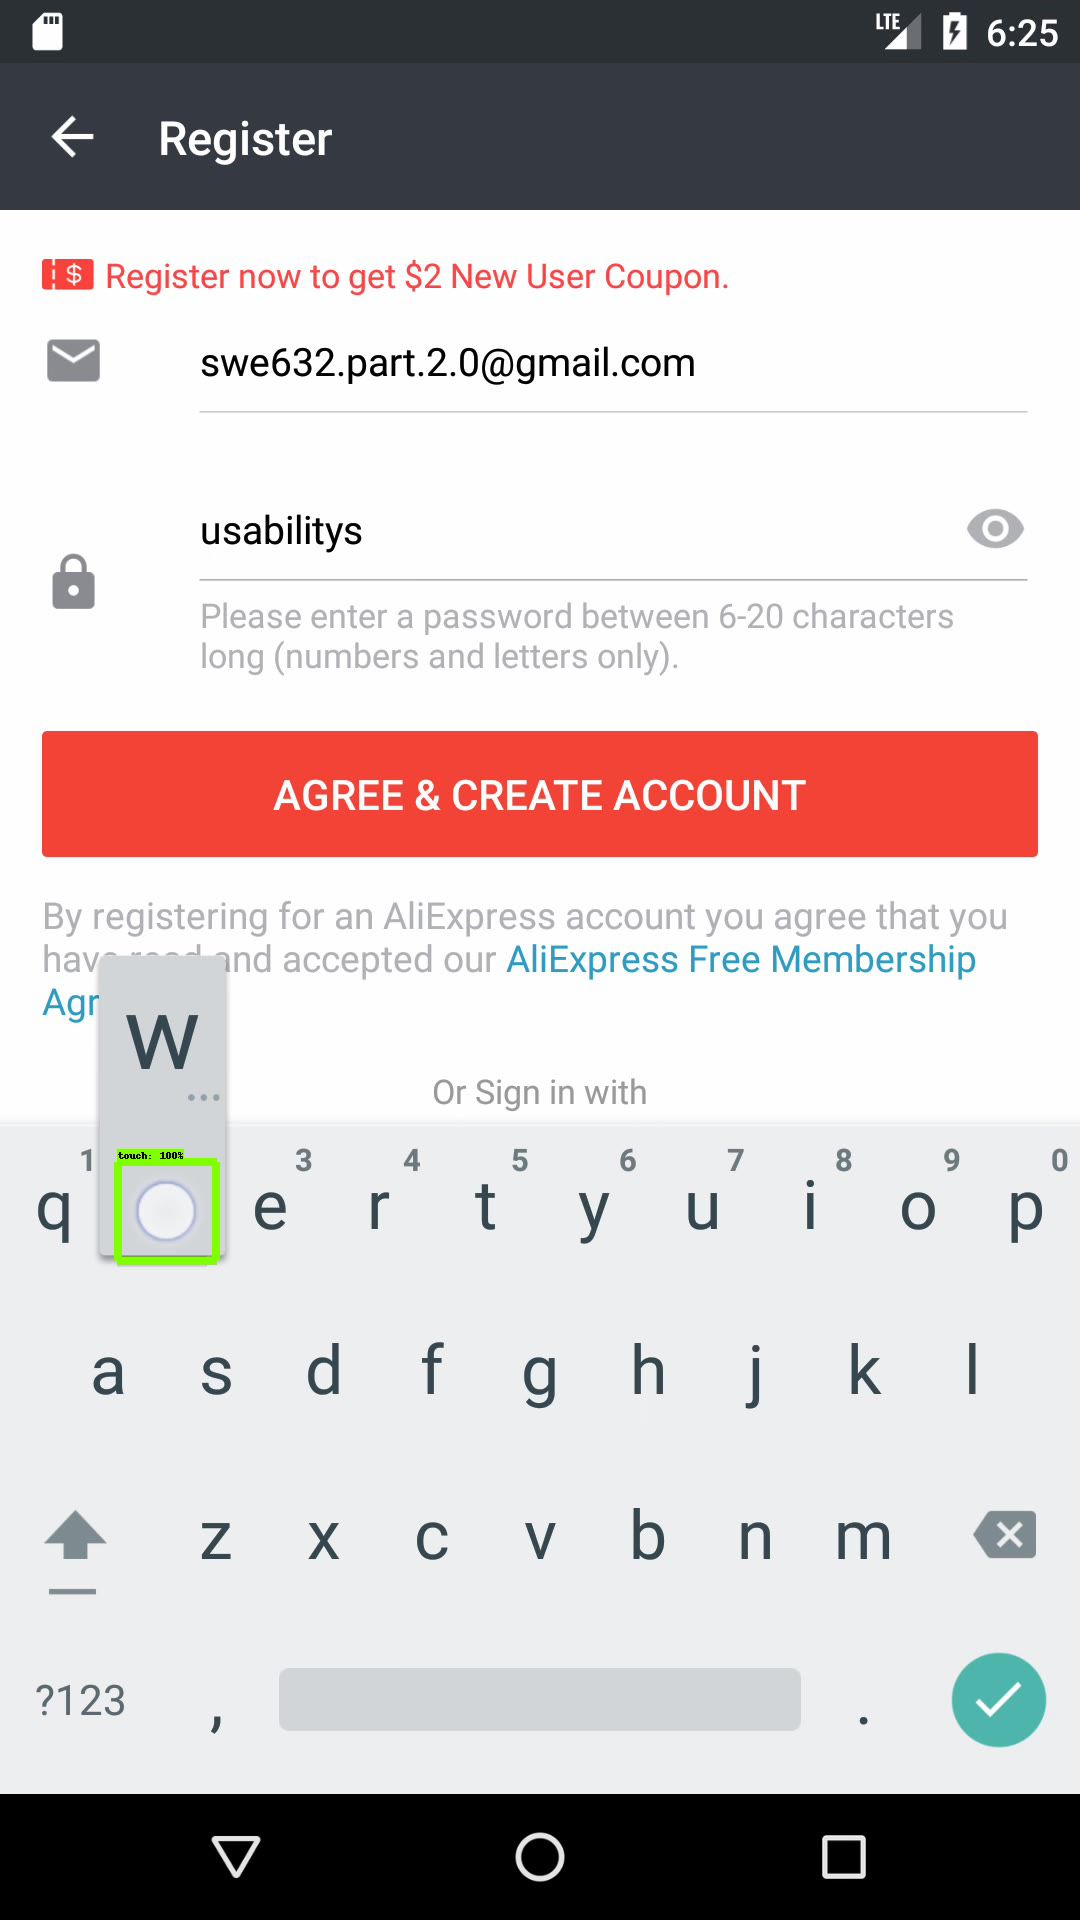 LTE 6:25
Register
$ Register now to get $2 New User Coupon.
swe632.part.2.0@gmail.com
usabilitys
Please enter a password between 6-20 characters
long (numbers and letters only).
AGREE & CREATE ACCOUNT
By registering for an AliExpress account you agree that you
have read and accepted our AliExpress Free Membership
Agr
w
...
Or Sign in with
touch: 100%
1 3 4 5 6 7 8 9 0
q e r t y u i o p
a s d f g h j k l
z x c v b n m
?123 , .